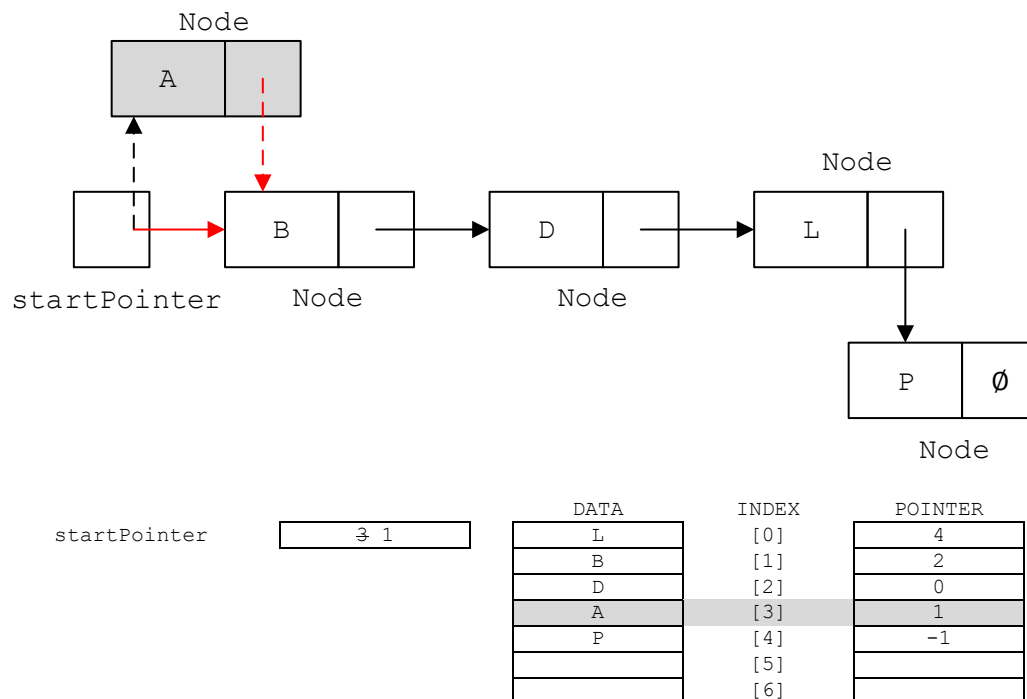 Node
A
Node
B
D
L
startPointer
Node
Node
P Ø
Node
DATA INDEX POINTER
startPointer 3 1 L [0] 4
B [1] 2
D [2] 0
A [3] 1
P [4] -1
[5]
[6]